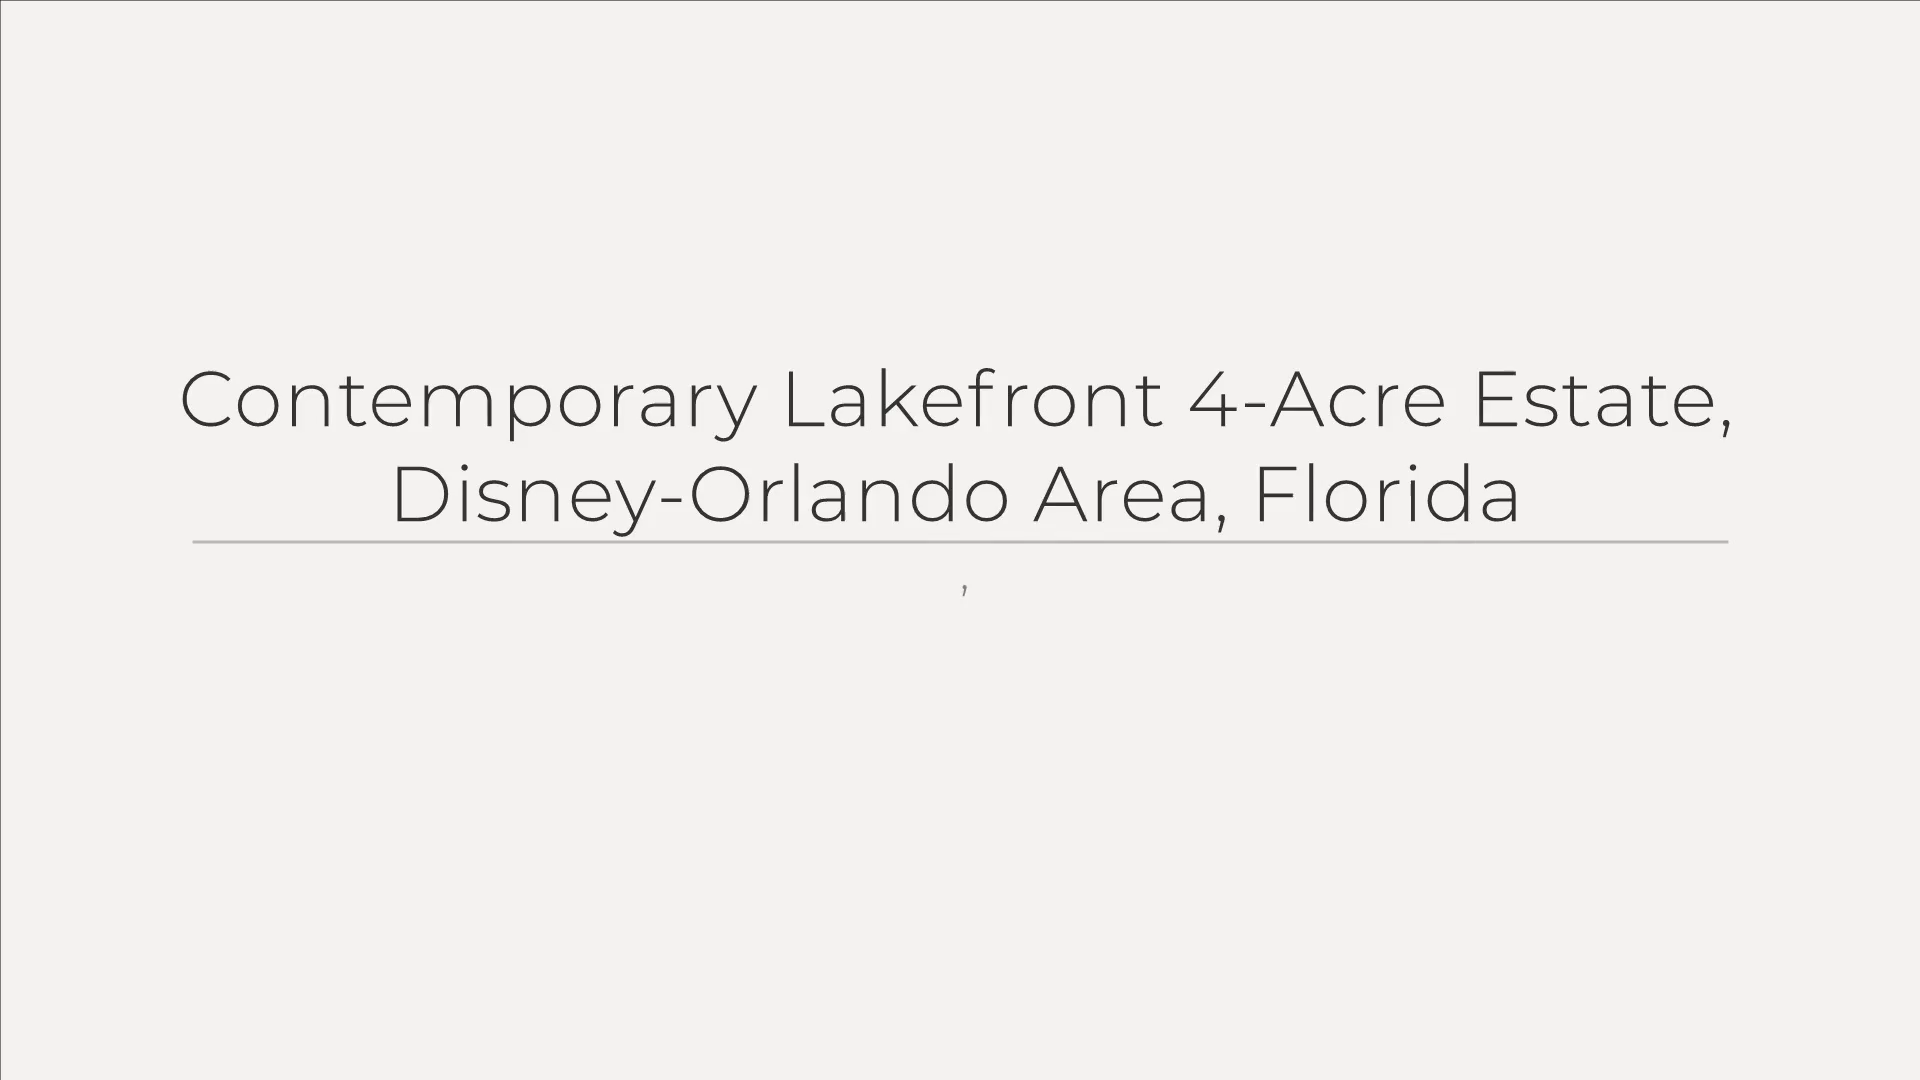 Contemporary Lakefront 4-Acre Estate,
Disney-Orlando Area, Florida
,